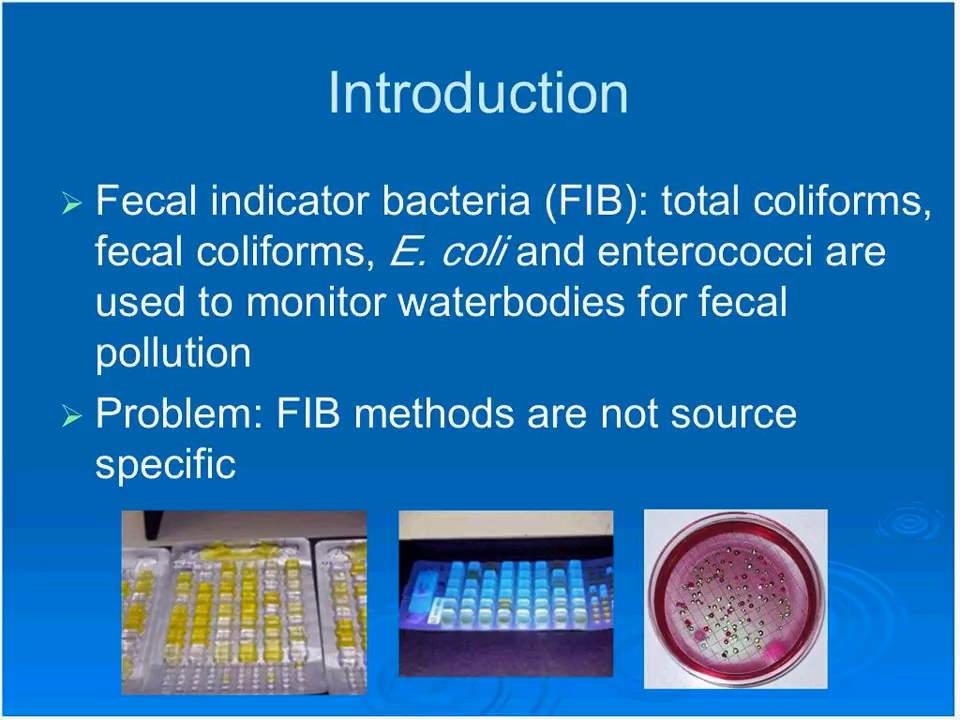 Introduction
Fecal indicator bacteria (FIB): total coliforms,
fecal coliforms, E. coli and enterococci are
used to monitor waterbodies for fecal
pollution
Problem: FIB methods are not source
specific